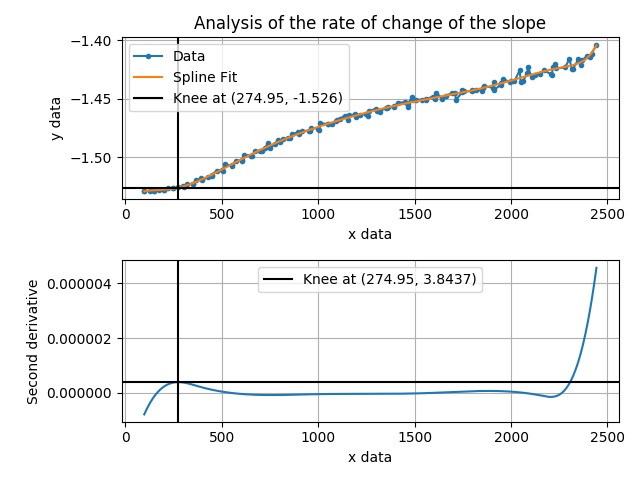 Analysis of the rate of change of the slope
Data
Spline Fit
Knee at (274.95, -1.526)
y data
−1.40
−1.45
−1.50
0 500 1000 1500 2000 2500
x data
Knee at (274.95, 3.8437)
Second derivative
0.000004
0.000002
0.000000
0 500 1000 1500 2000 2500
x data